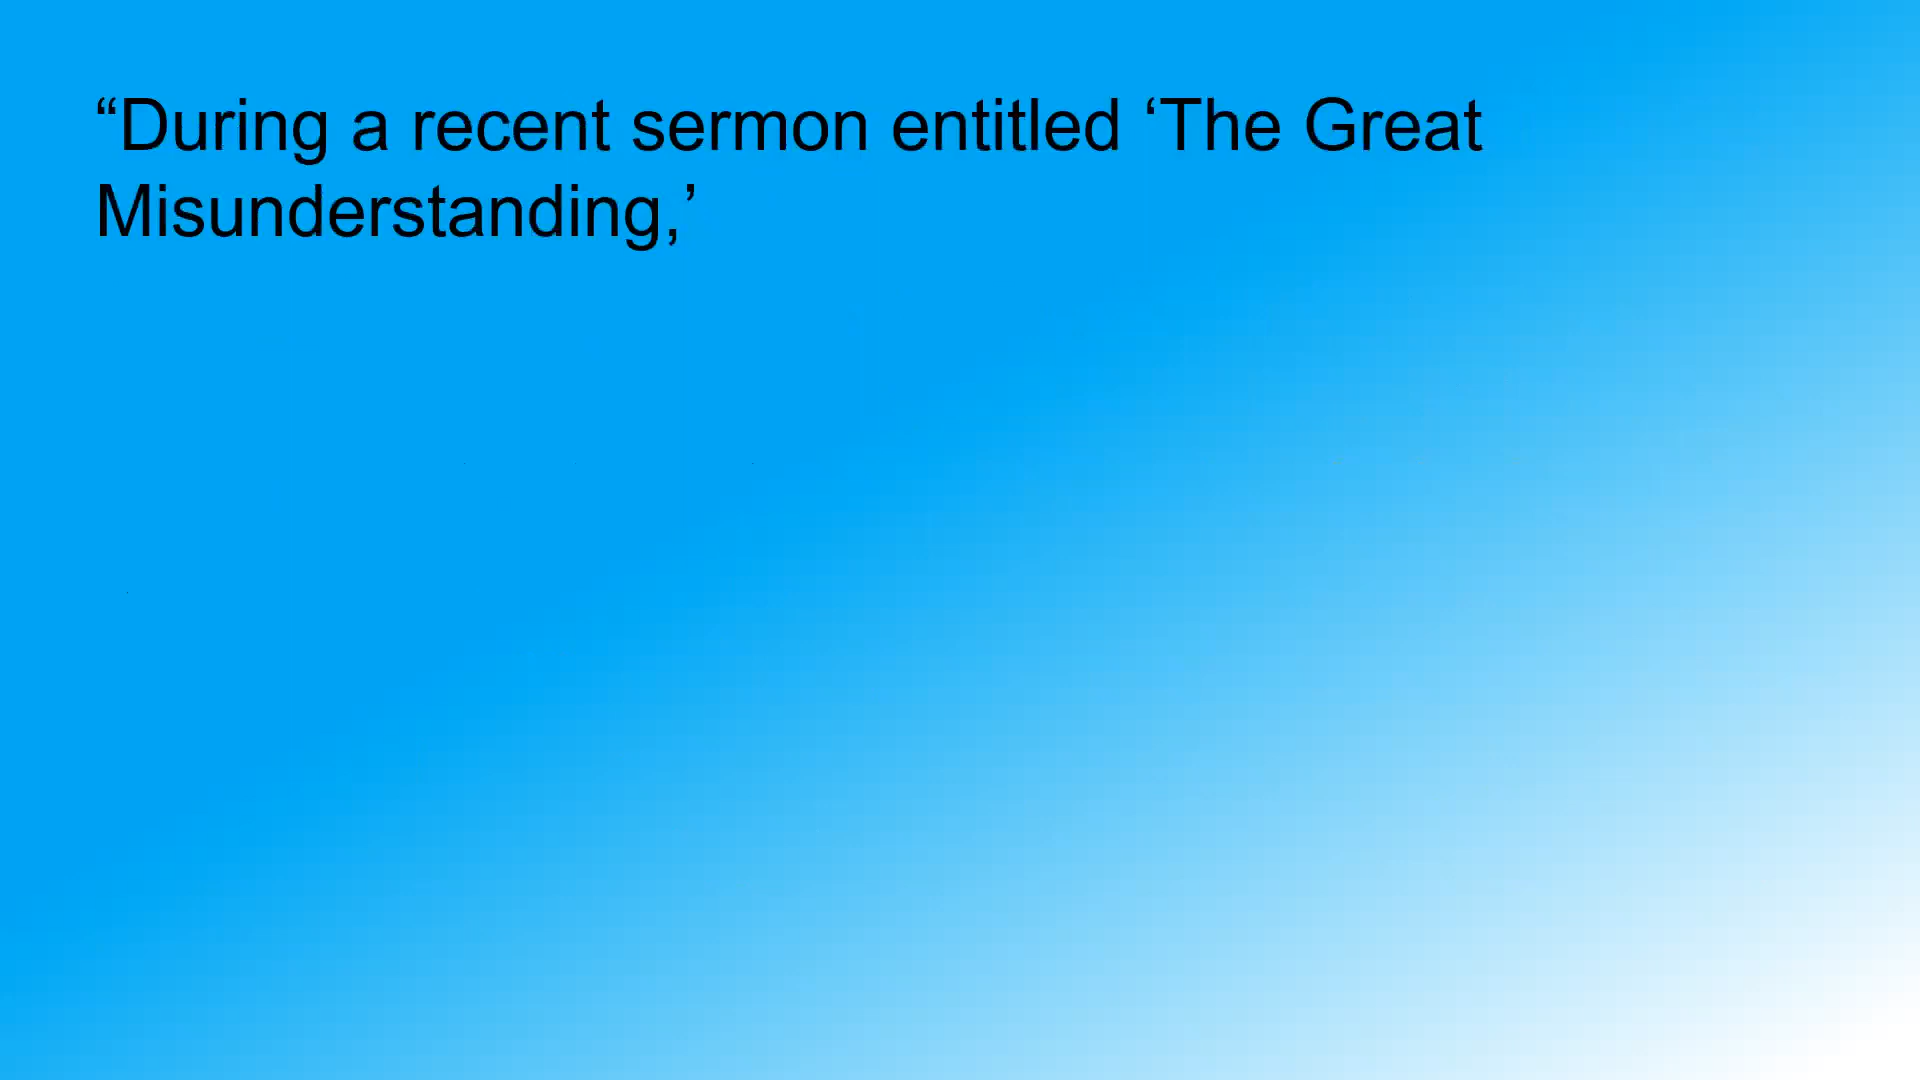 “During a recent sermon entitled ‘The Great
Misunderstanding,’